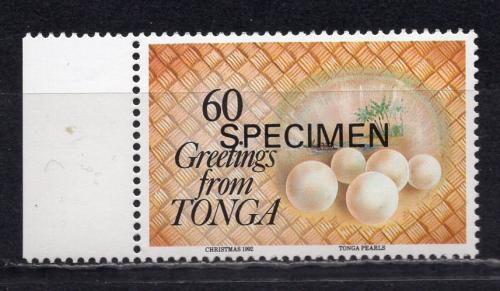 60
SPECIMEN
Greetings
from
TONGA
CHRISTMAS 1992 TONGA PEARLS